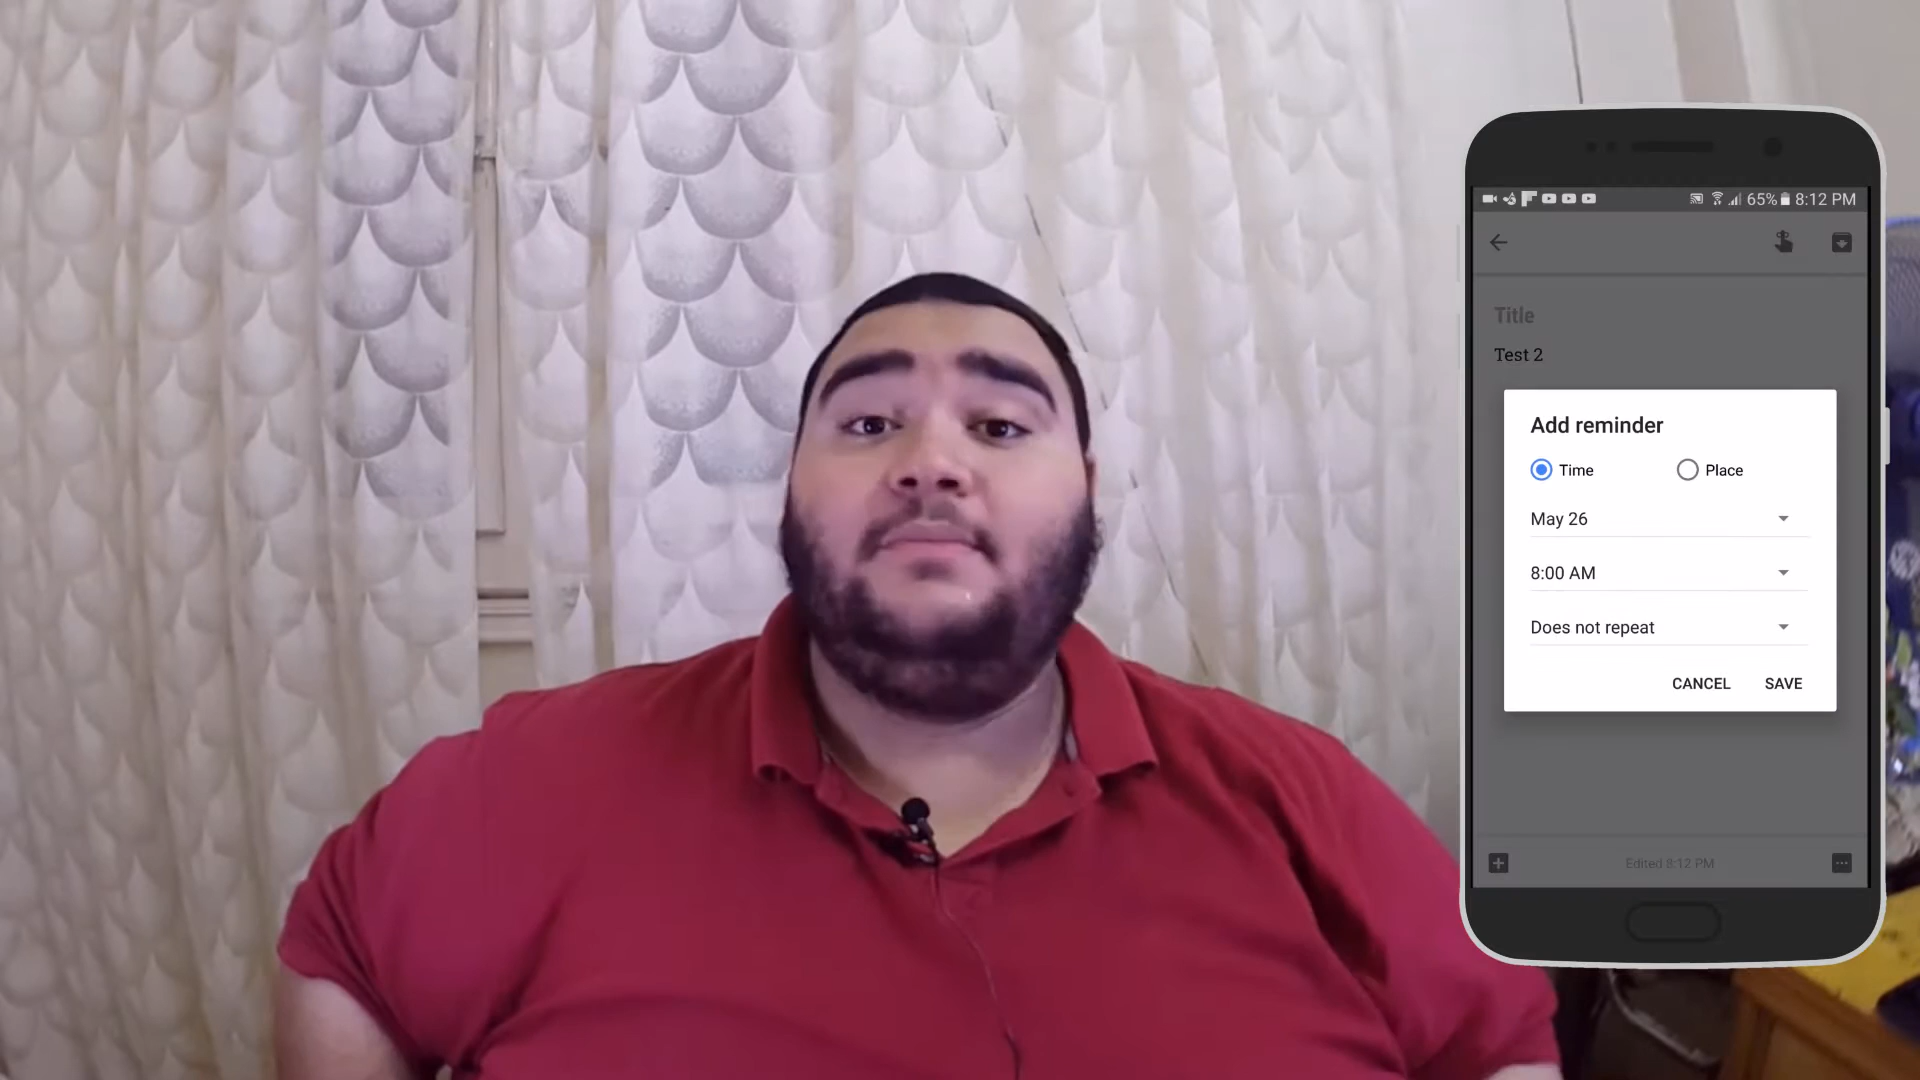 65% 8:12 PM
Title
Test 2
Add reminder
Time Place
May 26
8:00 AM
Does not repeat
CANCEL SAVE
Edited 8:12 PM